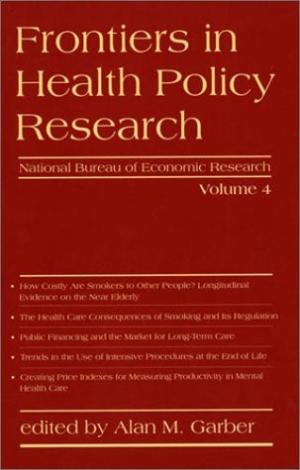 Frontiers in
Health Policy
Research
National Bureau of Economic Research
Volume 4
• How Costly Are Smokers to Other People? Longitudinal
Evidence on the Near Elderly
• The Health Care Consequences of Smoking and Its Regulation
• Public Financing and the Market for Long-Term Care
• Trends in the Use of Intensive Procedures at the End of Life
• Creating Price Indexes for Measuring Productivity in Mental
Health Care
edited by Alan M. Garber